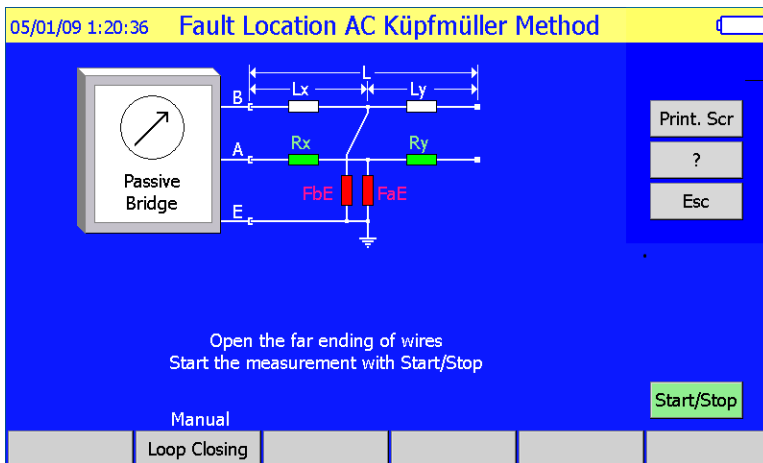 05/01/09 1:20:36 Fault Location AC Küpfmüller Method
L
Lx Ly
B
Rx Ry
A
Passive
Bridge
FbE FaE
E
Print. Scr
?
Esc
Open the far ending of wires
Start the measurement with Start/Stop
Start/Stop
Manual
Loop Closing